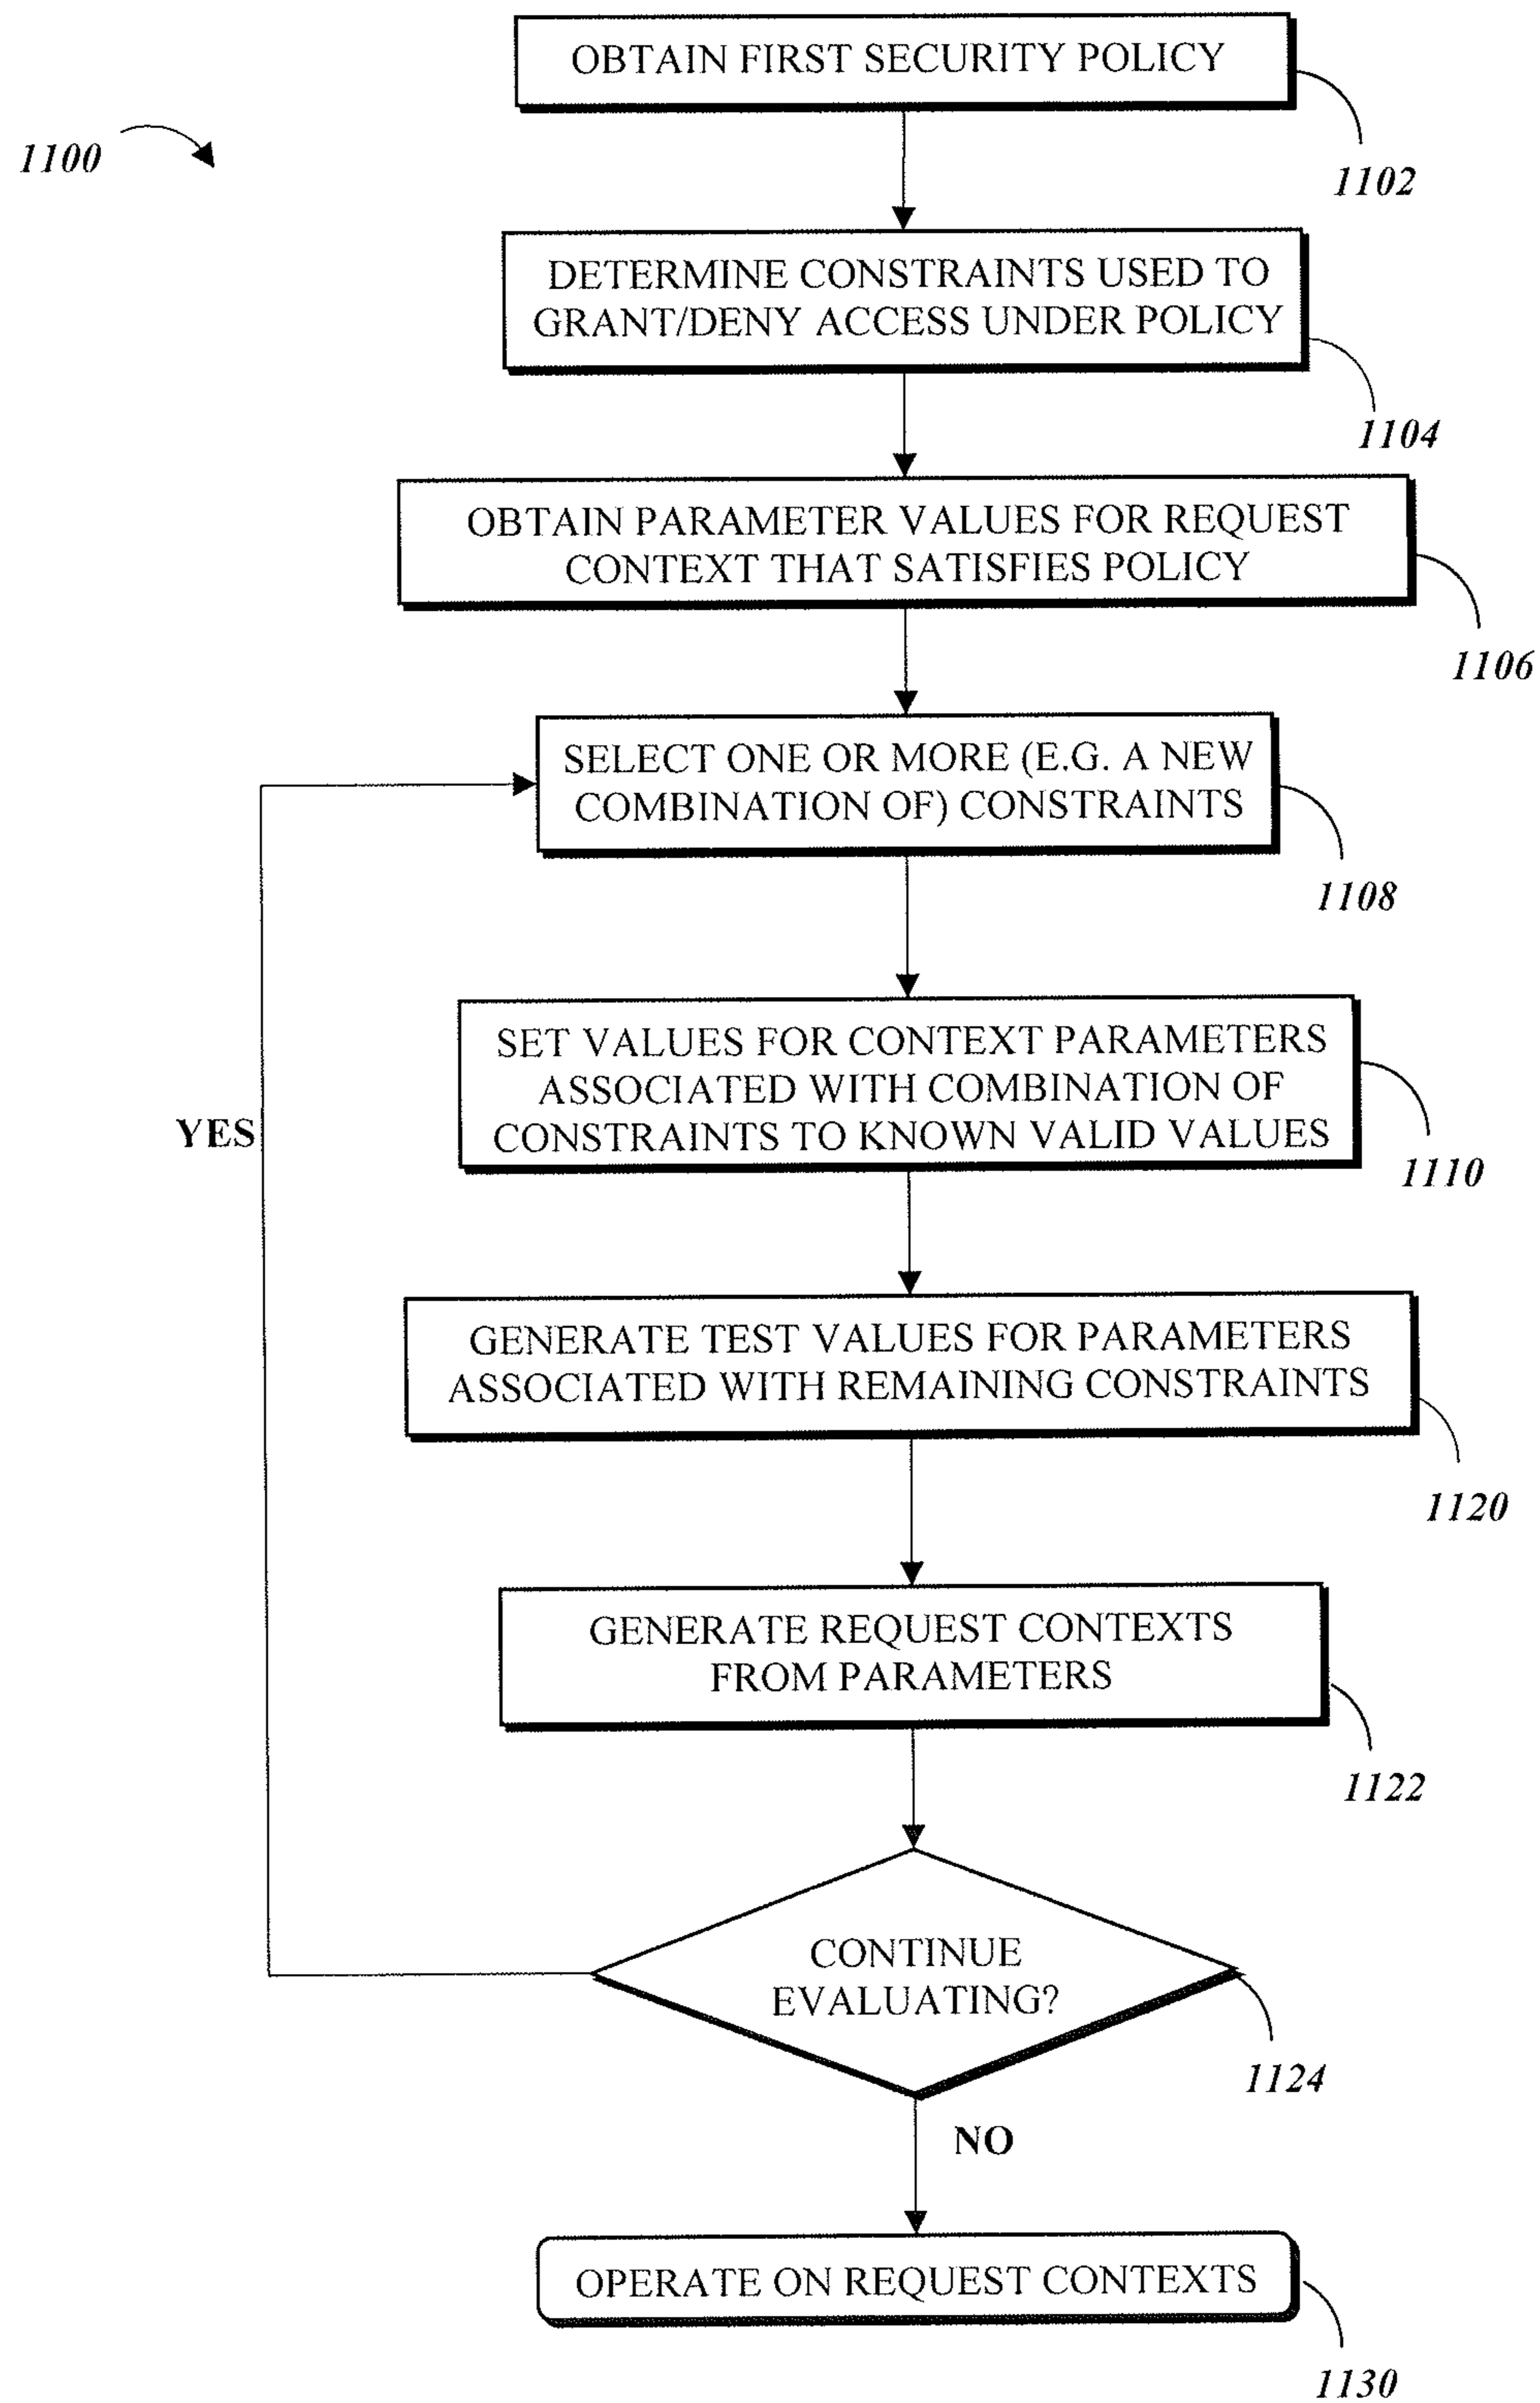 OBTAIN FIRST SECURITY POLICY
1100
1102
DETERMINE CONSTRAINTS USED TO
GRANT/DENY ACCESS UNDER POLICY
1104
OBTAIN PARAMETER VALUES FOR REQUEST
CONTEXT THAT SATISFIES POLICY
1106
SELECT ONE OR MORE (E.G. A NEW
COMBINATION OF) CONSTRAINTS
1108
SET VALUES FOR CONTEXT PARAMETERS
ASSOCIATED WITH COMBINATION OF
CONSTRAINTS TO KNOWN VALID VALUES
YES
1110
GENERATE TEST VALUES FOR PARAMETERS
ASSOCIATED WITH REMAINING CONSTRAINTS
1120
GENERATE REQUEST CONTEXTS
FROM PARAMETERS
1122
CONTINUE
EVALUATING?
1124
NO
OPERATE ON REQUEST CONTEXTS
1130